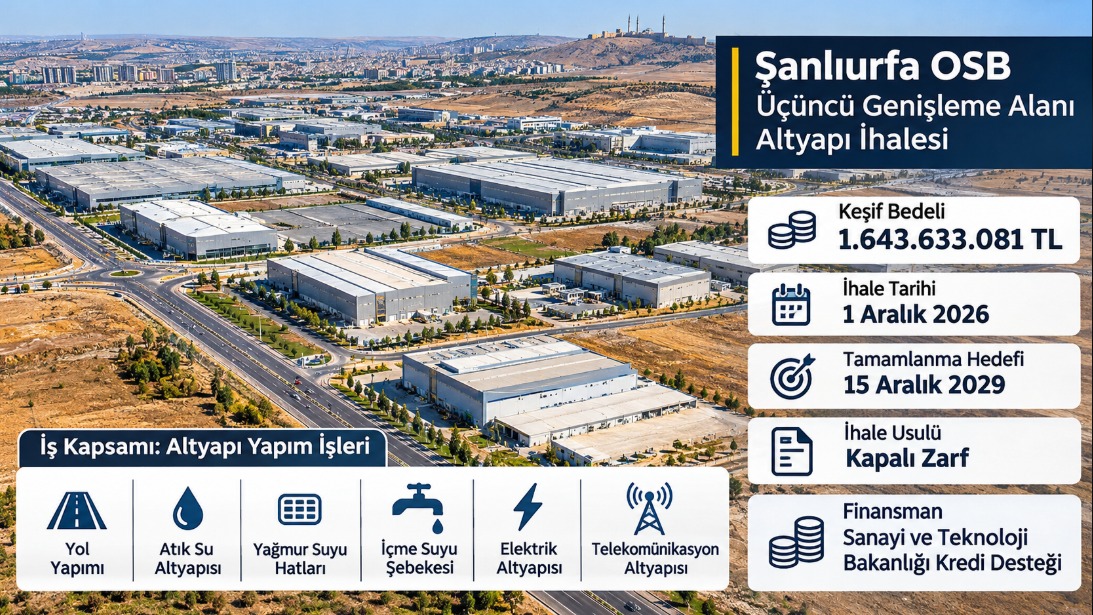 Şanlıurfa OSB
Üçüncü Genişleme Alanı
Altyapı İhalesi
Keşif Bedeli
1.643.633.081 TL
İhale Tarihi
1 Aralık 2026
Tamamlanma Hedefi
15 Aralık 2029
İhale Usulü
Kapalı Zarf
Finansman
Sanayi ve Teknoloji
Bakanlığı Kredi Desteği
İş Kapsamı: Altyapı Yapım İşleri
Yol
Yapımı
Atık Su
Altyapısı
Yağmur Suyu
Hatları
İçme Suyu
Şebekesi
Elektrik
Altyapısı
Telekomünikasyon
Altyapısı